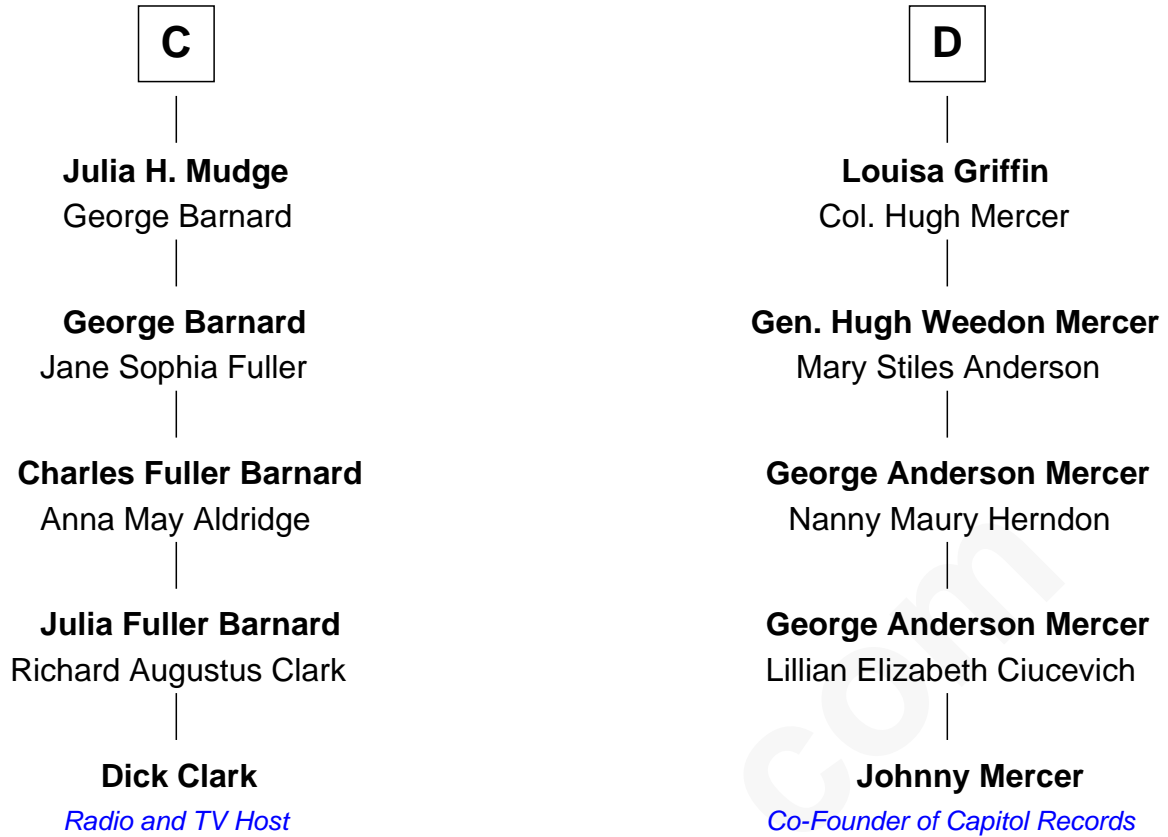 C
Julia H. Mudge
George Barnard
George Barnard
Jane Sophia Fuller
Charles Fuller Barnard
Anna May Aldridge
Julia Fuller Barnard
Richard Augustus Clark
Dick Clark
Radio and TV Host
D
Louisa Griffin
Col. Hugh Mercer
Gen. Hugh Weedon Mercer
Mary Stiles Anderson
George Anderson Mercer
Nanny Maury Herndon
George Anderson Mercer
Lillian Elizabeth Ciucevich
Johnny Mercer
Co-Founder of Capitol Records
com